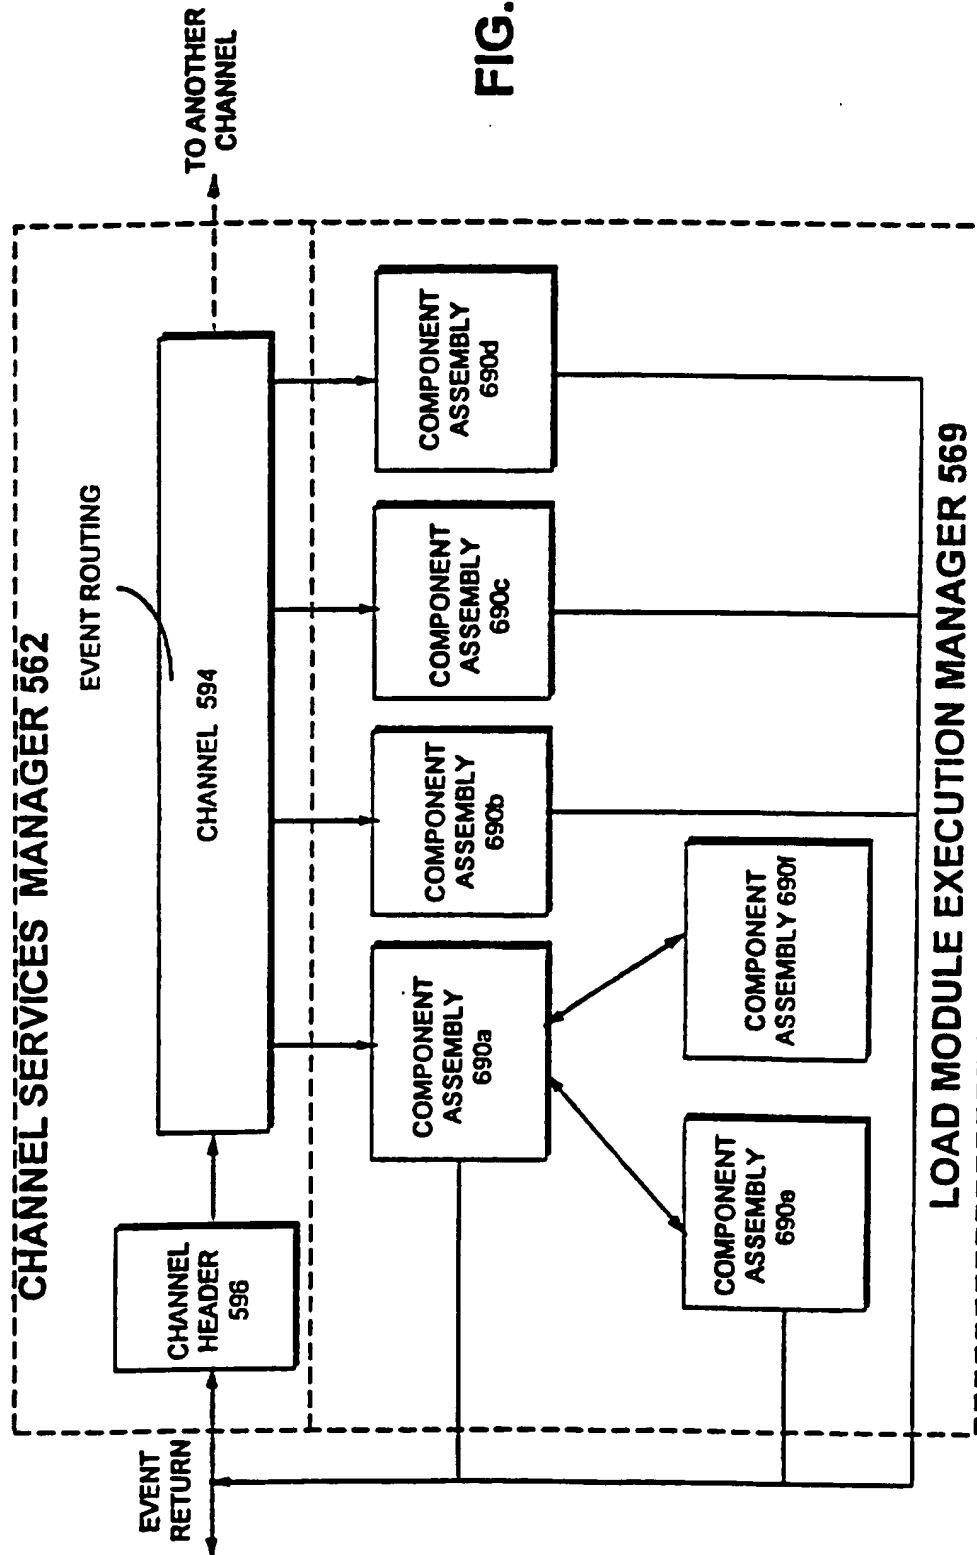 CHANNEL SERVICES MANAGER 562
EVENT ROUTING
TO ANOTHER
CHANNEL
CHANNEL
HEADER
596
CHANNEL 594
EVENT
RETURN
COMPONENT
ASSEMBLY
690a
COMPONENT
ASSEMBLY
690b
COMPONENT
ASSEMBLY
690c
COMPONENT
ASSEMBLY
690d
COMPONENT
ASSEMBLY
690e
COMPONENT
ASSEMBLY 690f
LOAD MODULE EXECUTION MANAGER 569
FIG.